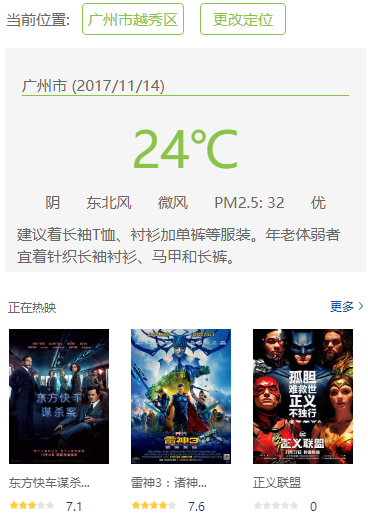 当前位置: 广州市越秀区 更改定位
广州市 (2017/11/14)
24℃
阴 东北风 微风 PM2.5: 32 优
建议着长袖T恤、衬衫加单裤等服装。年老体弱者
宜着针织长袖衬衫、马甲和长裤。
正在热映 更多
东方快车
谋杀案
雷神3
孤胆
难救世
正义
不独行
正义联盟
东方快车谋杀... 雷神3：诸神... 正义联盟
7.1 7.6 0